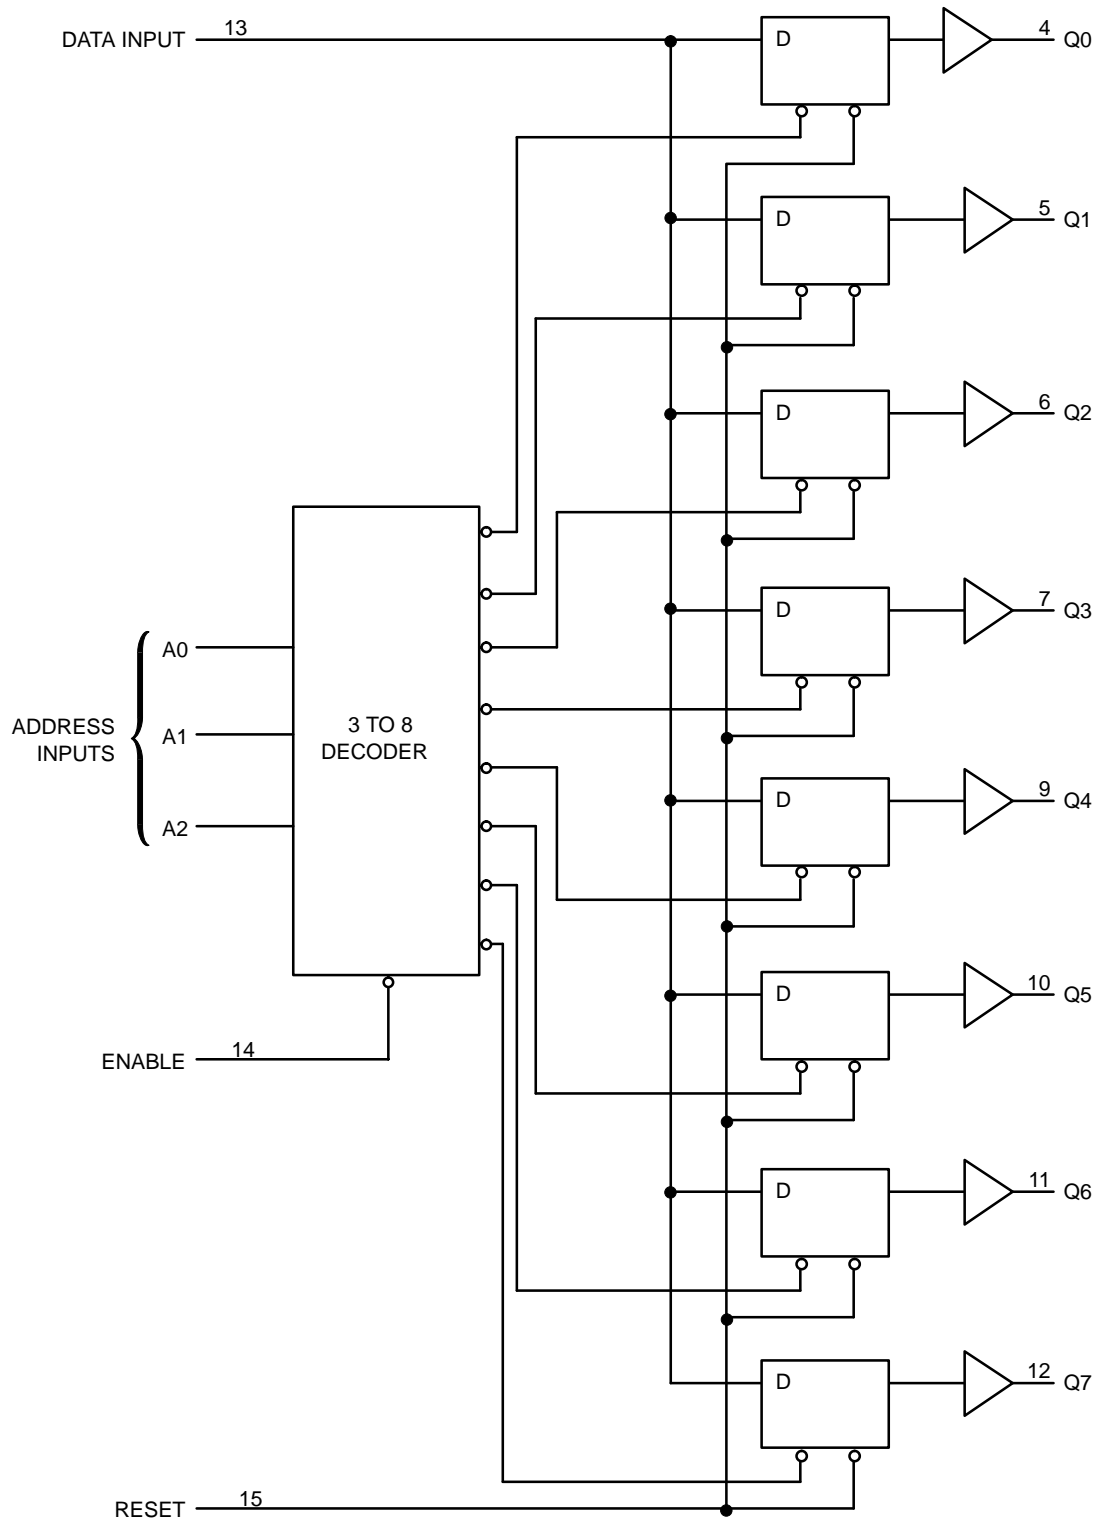 DATA INPUT 13
D
4 Q0
D
5 Q1
D
6 Q2
D
7 Q3
A0
ADDRESS INPUTS
A1
A2
3 TO 8
DECODER
D
9 Q4
D
10 Q5
ENABLE 14
D
11 Q6
D
12 Q7
RESET 15